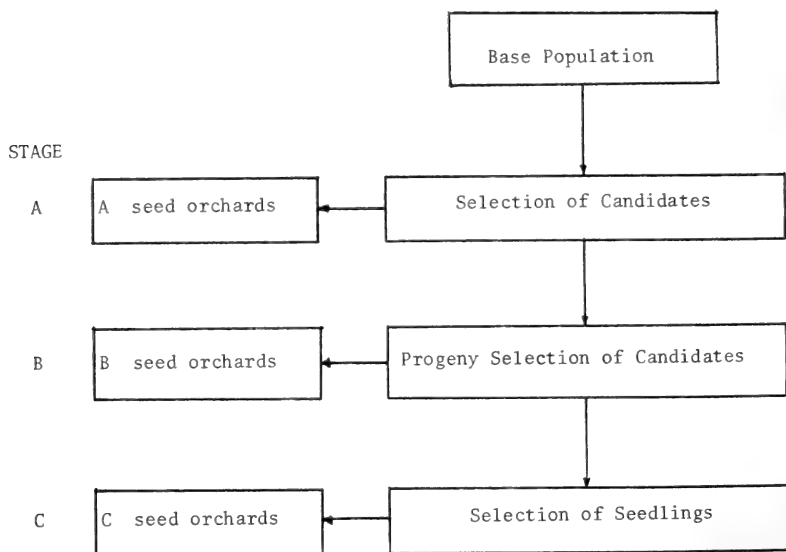 Base Population
STAGE
A
A seed orchards
Selection of Candidates
B
B seed orchards
Progeny Selection of Candidates
C
C seed orchards
Selection of Seedlings